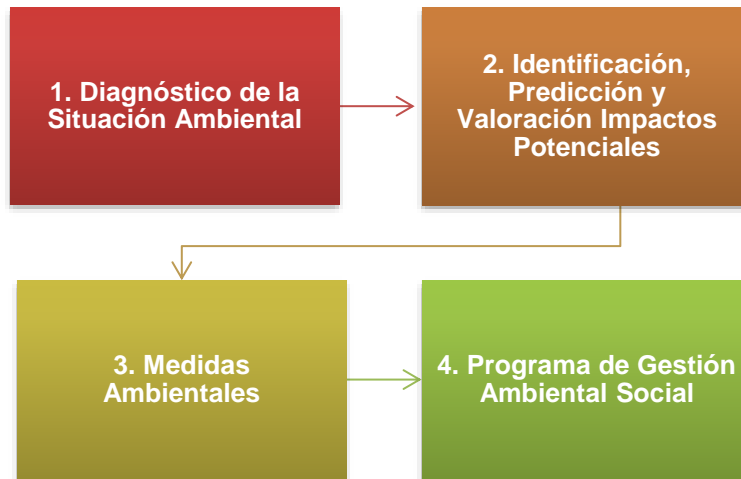 1. Diagnóstico de la
Situación Ambiental
2. Identificación,
Predicción y
Valoración Impactos
Potenciales
3. Medidas
Ambientales
4. Programa de Gestión
Ambiental Social